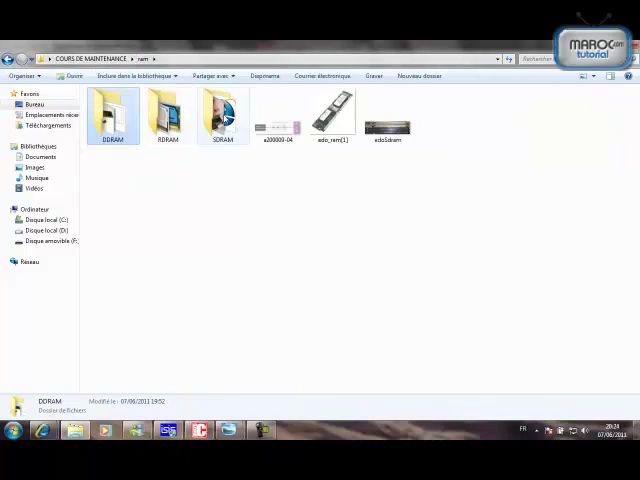 MAROC.com
tutorial
COURS DE MAINTENANCE ▸ ram ▸
Rechercher
Organiser
Ouvrir
Inclure dans la bibliothèque
Partager avec
Diaporama
Courrier électronique
Graver
Nouveau dossier
Favoris
Bureau
Emplacements récen
Téléchargements
Bibliothèques
Documents
Images
Musique
Vidéos
Ordinateur
Disque local (C:)
Disque local (D:)
Disque amovible (F:)
Réseau
DDRAM
RDRAM
SDRAM
a200009-04
edo_ram[1]
edoSdram
DDRAM
Modifié le : 07/06/2011 19:52
Dossier de fichiers
ISIS
FR
20:24
07/06/2011